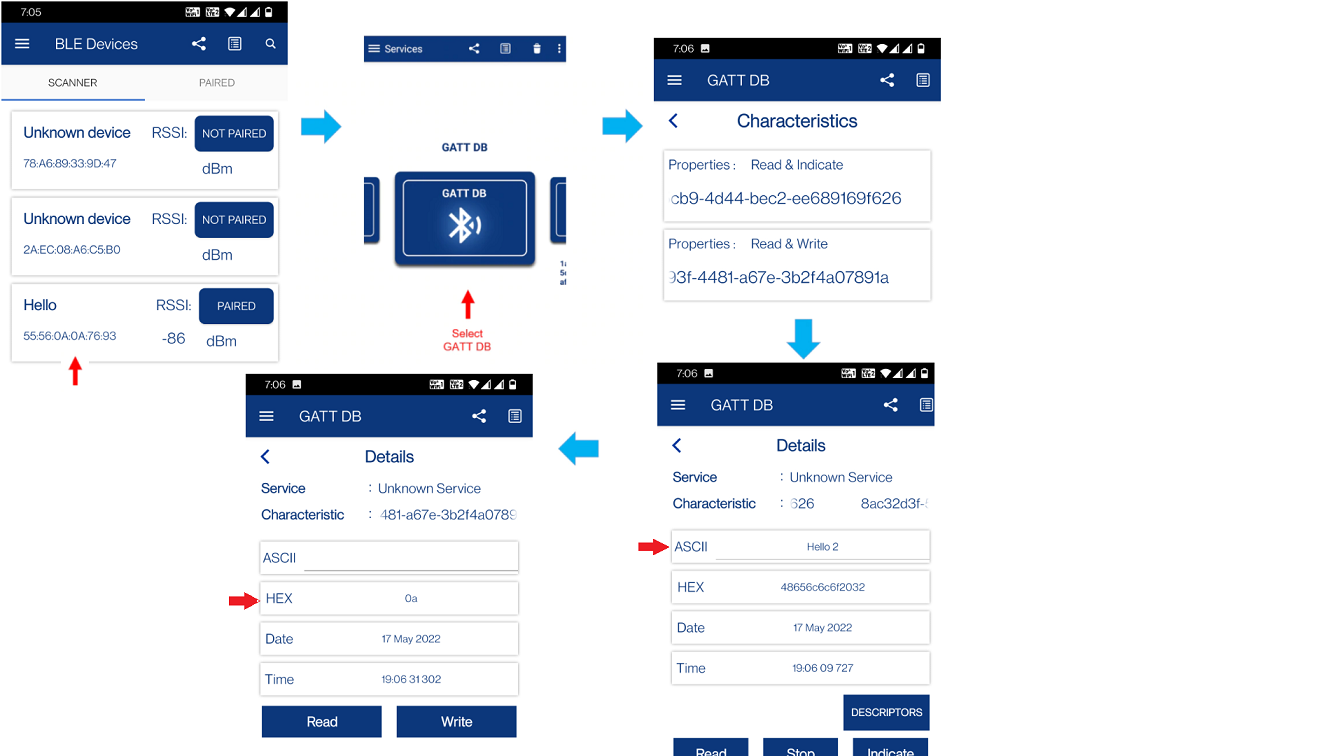 7:05
BLE Devices
SCANNER PAIRED
Unknown device RSSI: NOT PAIRED
78:A6:89:33:9D:47 dBm
Unknown device RSSI: NOT PAIRED
2A:EC:08:A6:C5:B0 dBm
Hello RSSI: PAIRED
55:56:0A:0A:76:93 -86 dBm
Services
GATT DB
GATT DB
Select
GATT DB
7:06
GATT DB
Characteristics
Properties : Read & Indicate
cb9-4d44-bec2-ee689169f626
Properties : Read & Write
93f-4481-a67e-3b2f4a07891a
7:06
GATT DB
Details
Service : Unknown Service
Characteristic : 626 8ac32d3f-
ASCII Hello 2
HEX 48656c6c6f2032
Date 17 May 2022
Time 19:06 09 727
DESCRIPTORS
Read Stop Indicate
7:06
GATT DB
Details
Service : Unknown Service
Characteristic : 481-a67e-3b2f4a0789
ASCII
HEX 0a
Date 17 May 2022
Time 19:06 31 302
Read Write